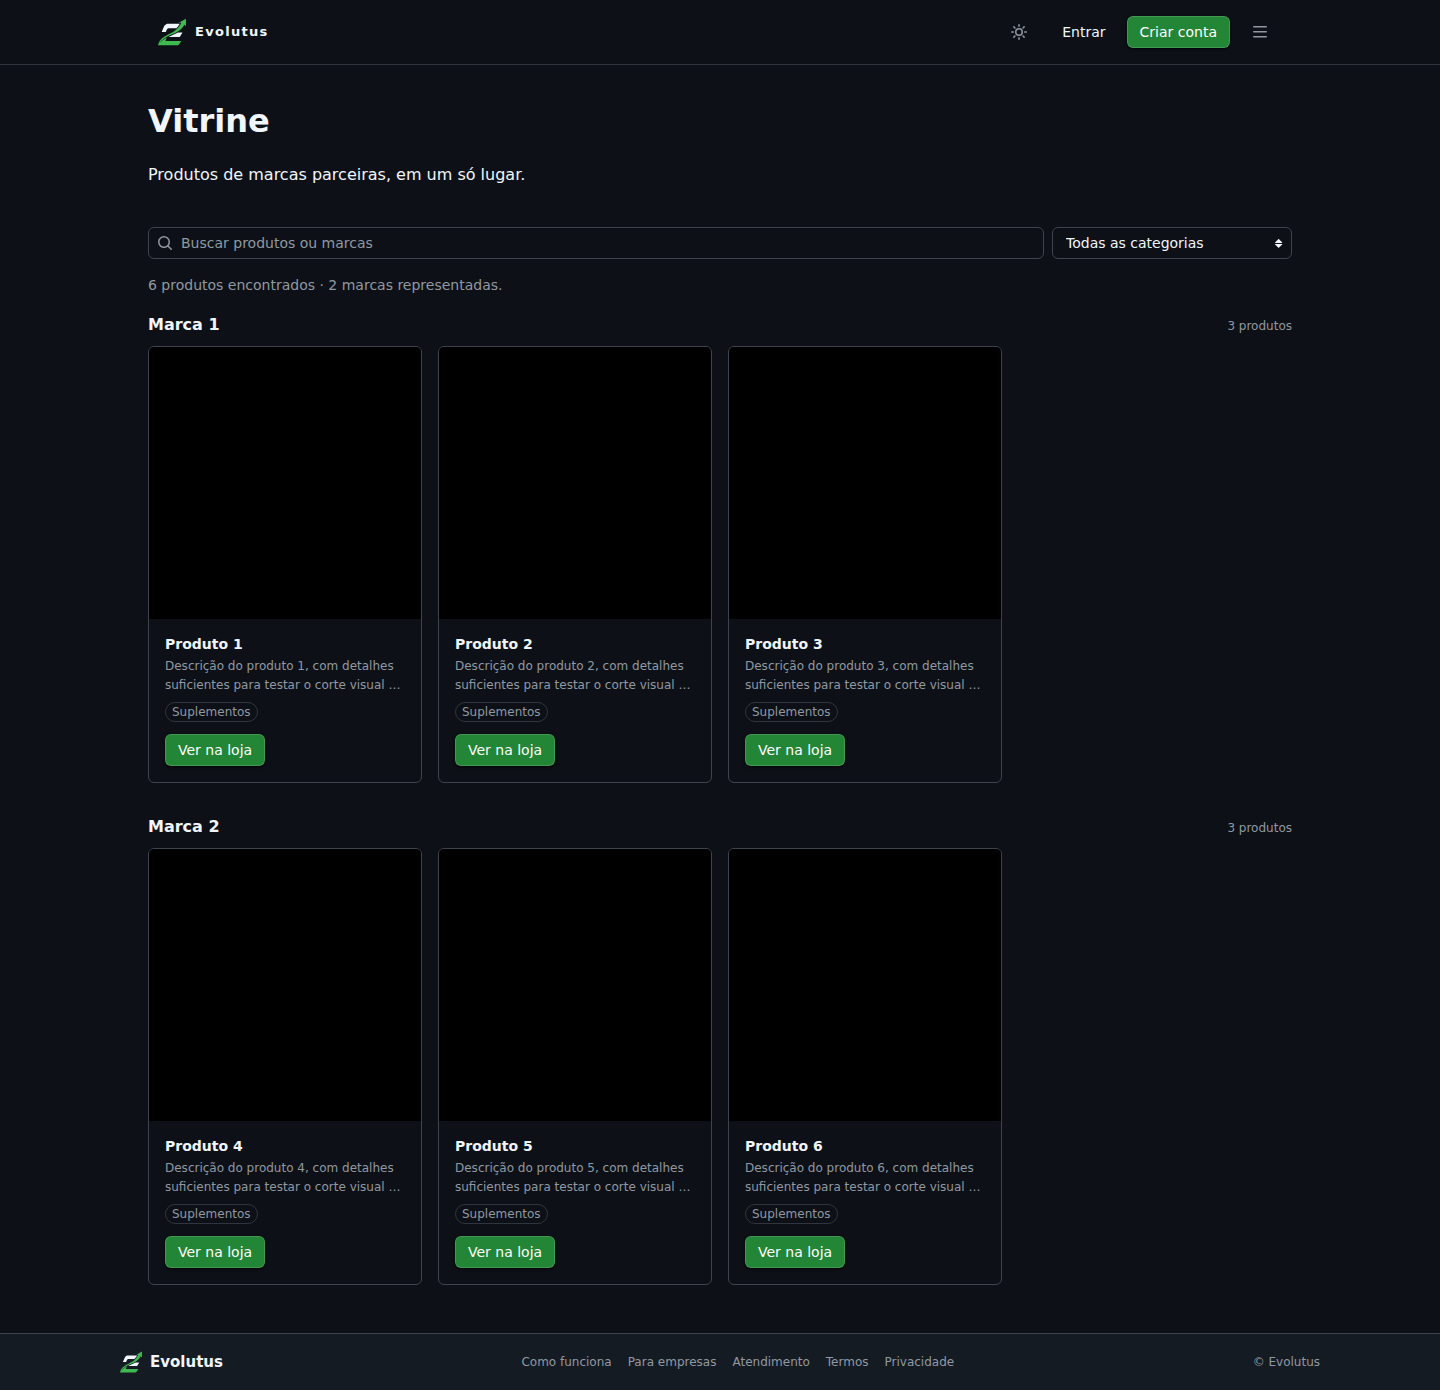 Evolutus
Entrar
Criar conta
Vitrine
Produtos de marcas parceiras, em um só lugar.
Buscar produtos ou marcas
Todas as categorias
6 produtos encontrados · 2 marcas representadas.
Marca 1
3 produtos
Produto 1
Descrição do produto 1, com detalhes
suficientes para testar o corte visual ...
Suplementos
Ver na loja
Produto 2
Descrição do produto 2, com detalhes
suficientes para testar o corte visual ...
Suplementos
Ver na loja
Produto 3
Descrição do produto 3, com detalhes
suficientes para testar o corte visual ...
Suplementos
Ver na loja
Marca 2
3 produtos
Produto 4
Descrição do produto 4, com detalhes
suficientes para testar o corte visual ...
Suplementos
Ver na loja
Produto 5
Descrição do produto 5, com detalhes
suficientes para testar o corte visual ...
Suplementos
Ver na loja
Produto 6
Descrição do produto 6, com detalhes
suficientes para testar o corte visual ...
Suplementos
Ver na loja
Evolutus
Como funciona
Para empresas
Atendimento
Termos
Privacidade
© Evolutus